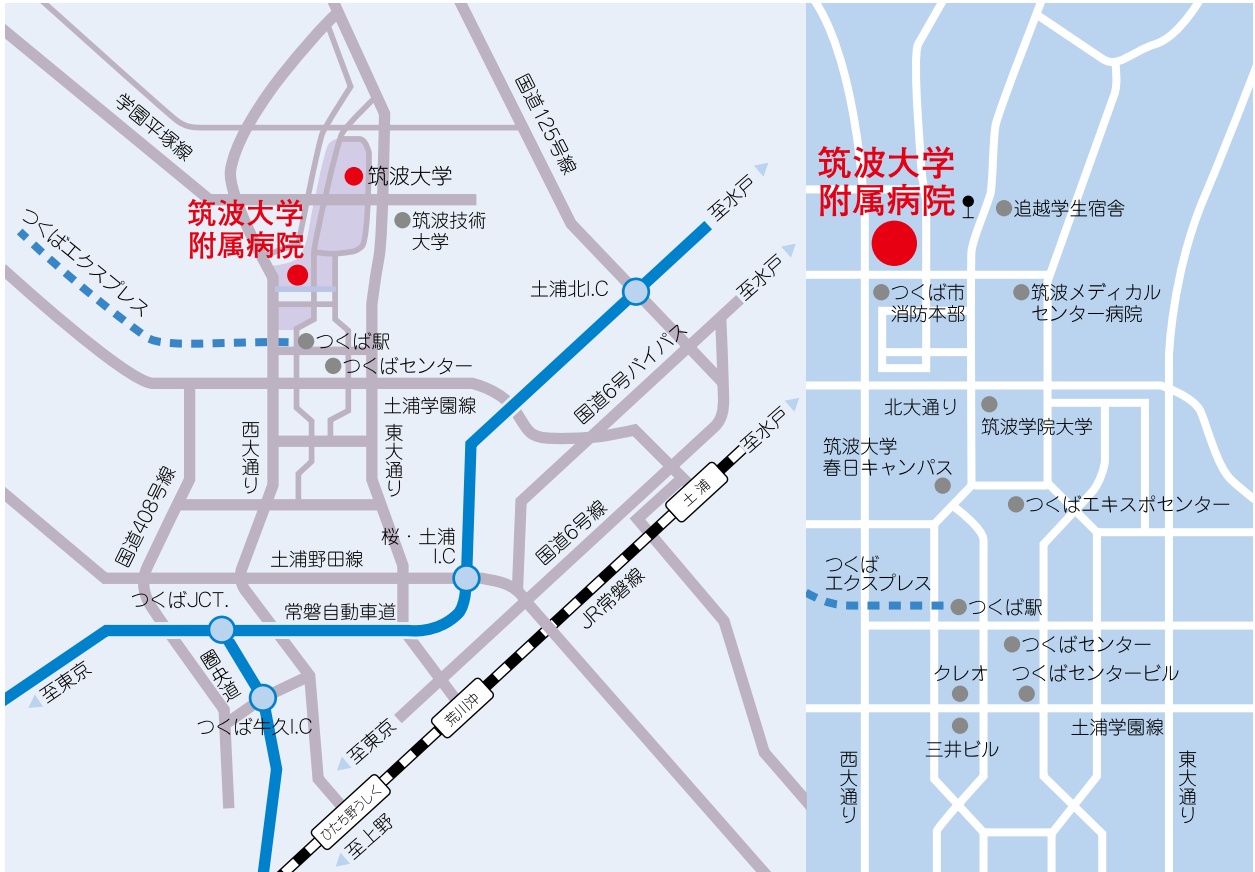 学園平塚線
国道125号線
筑波大学
筑波大学
附属病院
筑波技術
大学
つくばエクスプレス
至水戸
土浦北I.C
至水戸
つくば駅
つくばセンター
国道6号バイパス
土浦学園線
西大通り
東大通り
至水戸
国道408号線
土浦
桜・土浦
I.C
国道6号線
土浦野田線
JR常磐線
つくばJCT.
常磐自動車道
圏央道
至東京
つくば牛久I.C
荒川沖
至東京
ひたち野うしく
至上野
筑波大学
附属病院
追越学生宿舎
つくば市
消防本部
筑波メディカル
センター病院
北大通り
筑波学院大学
筑波大学
春日キャンパス
つくばエキスポセンター
つくば
エクスプレス
つくば駅
つくばセンター
クレオ
つくばセンタービル
土浦学園線
三井ビル
西大通り
東大通り